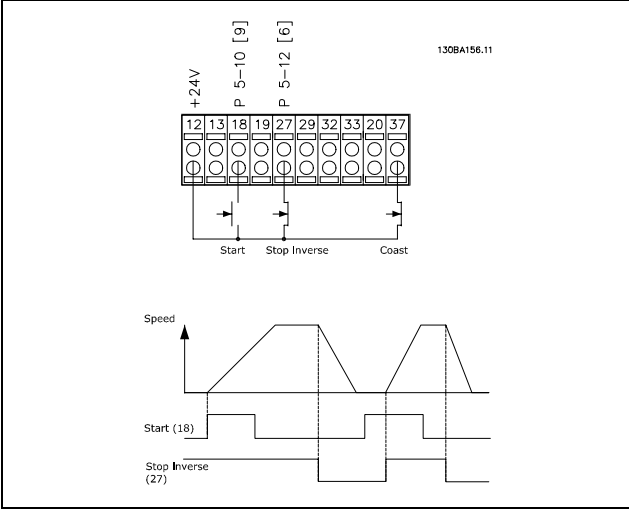 +24V
P 5-10 [9]
P 5-12 [6]
130BA156.11
12 13 18 19 27 29 32 33 20 37
Start Stop Inverse Coast
Speed
Start (18)
Stop Inverse
(27)